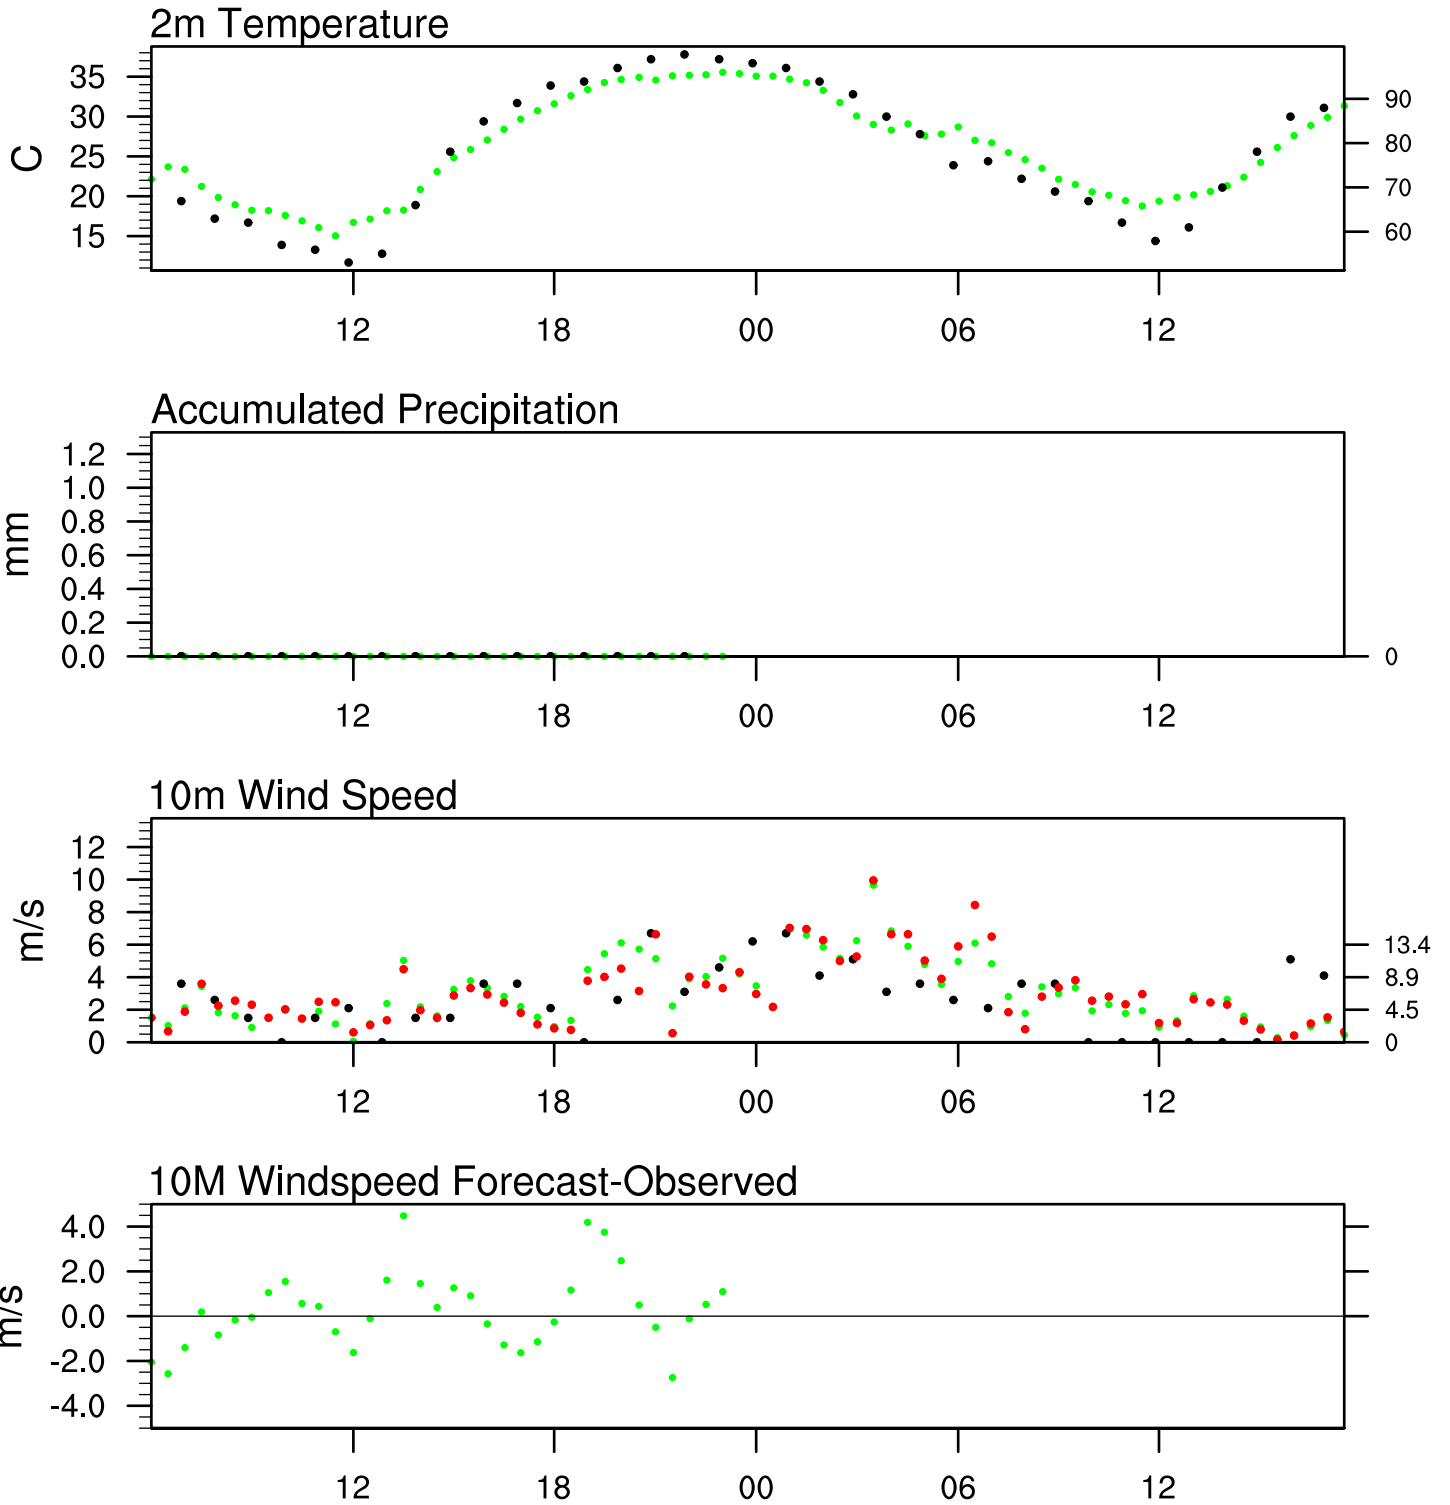 2m Temperature
C
35
30
25
20
15
90
80
70
60
12 18 00 06 12
Accumulated Precipitation
mm
1.2
1.0
0.8
0.6
0.4
0.2
0.0
0
12 18 00 06 12
10m Wind Speed
m/s
12
10
8
6
4
2
0
13.4
8.9
4.5
0
12 18 00 06 12
10M Windspeed Forecast-Observed
m/s
4.0
2.0
0.0
-2.0
-4.0
12 18 00 06 12